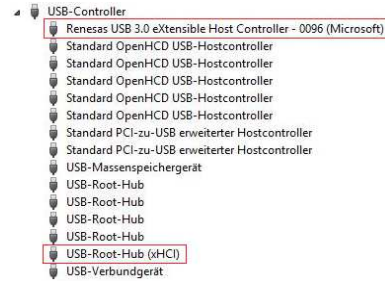 USB-Controller
Renesas USB 3.0 eXtensible Host Controller - 0096 (Microsoft)
Standard OpenHCD USB-Hostcontroller
Standard OpenHCD USB-Hostcontroller
Standard OpenHCD USB-Hostcontroller
Standard OpenHCD USB-Hostcontroller
Standard OpenHCD USB-Hostcontroller
Standard PCI-zu-USB erweiterter Hostcontroller
Standard PCI-zu-USB erweiterter Hostcontroller
USB-Massenspeichergerät
USB-Root-Hub
USB-Root-Hub
USB-Root-Hub
USB-Root-Hub
USB-Root-Hub (xHCI)
USB-Verbundgerät